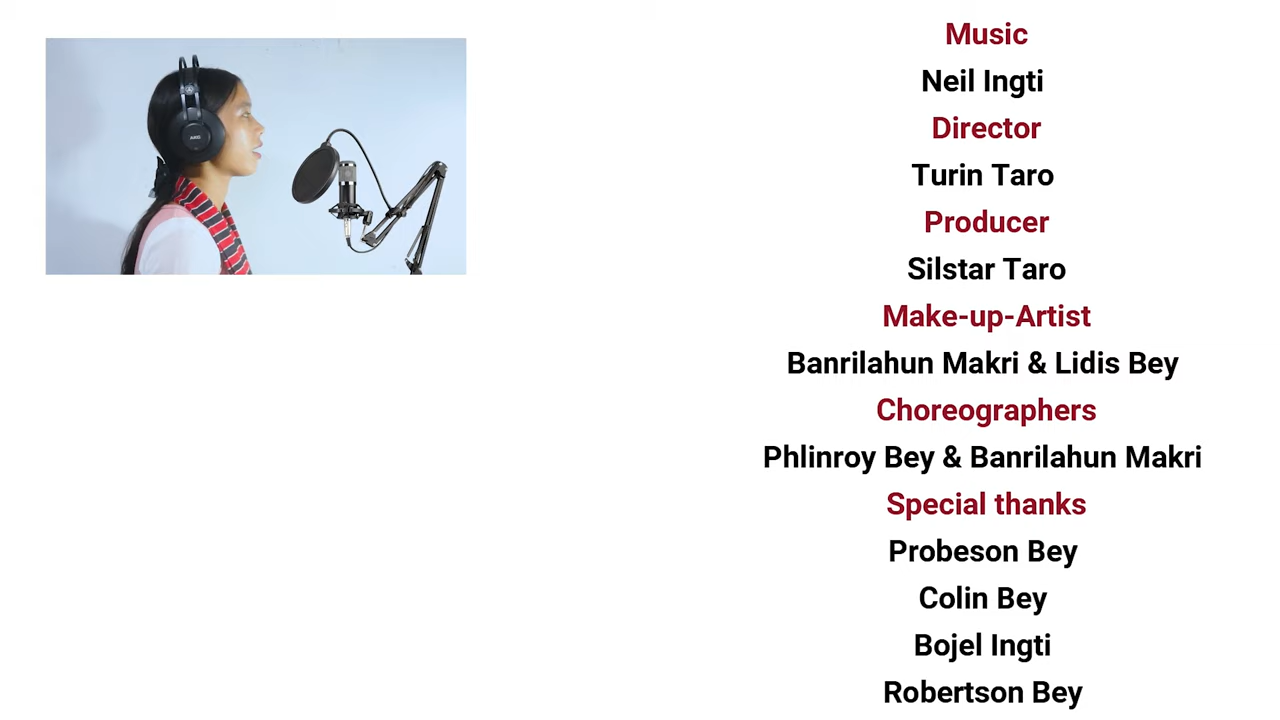 Music
Neil Ingti
Director
Turin Taro
Producer
Silstar Taro
Make-up-Artist
Banrilahun Makri & Lidis Bey
Choreographers
Phlinroy Bey & Banrilahun Makri
Special thanks
Probeson Bey
Colin Bey
Bojel Ingti
Robertson Bey